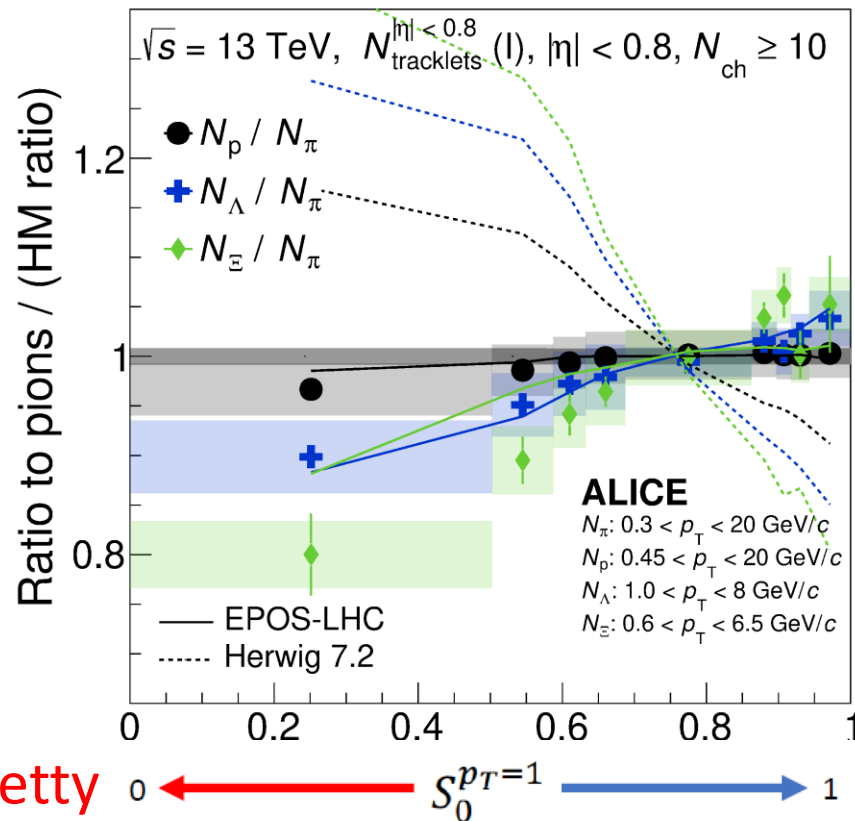 √s = 13 TeV, N_tracklets^|η| < 0.8 (I), |η| < 0.8, N_ch ≥ 10
Ratio to pions / (HM ratio)
N_p / N_π
N_Λ / N_π
N_Ξ / N_π
1.2
1
0.8
ALICE
N_π: 0.3 < p_T < 20 GeV/c
N_p: 0.45 < p_T < 20 GeV/c
N_Λ: 1.0 < p_T < 8 GeV/c
N_Ξ: 0.6 < p_T < 6.5 GeV/c
EPOS-LHC
Herwig 7.2
0 0.2 0.4 0.6 0.8 1
etty 0 S_0^{p_T=1} 1